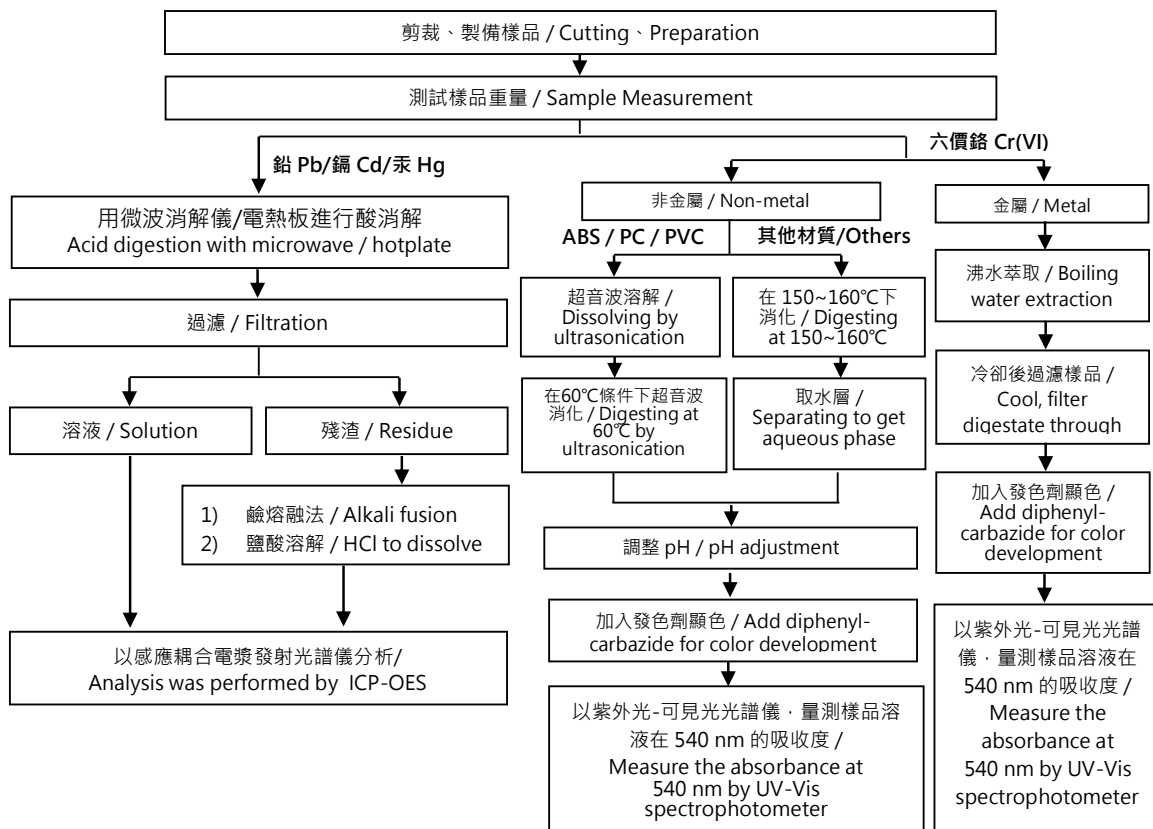 剪裁、製備樣品 / Cutting、Preparation
測試樣品重量 / Sample Measurement
鉛 Pb/鎘 Cd/汞 Hg
用微波消解儀/電熱板進行酸消解
Acid digestion with microwave / hotplate
過濾 / Filtration
溶液 / Solution
殘渣 / Residue
1) 鹼熔融法 / Alkali fusion
2) 鹽酸溶解 / HCl to dissolve
以感應耦合電漿發射光譜儀分析/
Analysis was performed by ICP-OES
六價鉻 Cr(VI)
非金屬 / Non-metal
ABS / PC / PVC
超音波溶解 /
Dissolving by
ultrasonication
在60℃條件下超音波
消化 / Digesting at
60℃ by
ultrasonication
其他材質/Others
在 150~160℃下
消化 / Digesting
at 150~160℃
取水層 /
Separating to get
aqueous phase
調整 pH / pH adjustment
加入發色劑顯色 / Add diphenyl-
carbazide for color development
以紫外光-可見光光譜儀，量測樣品溶
液在 540 nm 的吸收度 /
Measure the absorbance at
540 nm by UV-Vis
spectrophotometer
金屬 / Metal
沸水萃取 / Boiling
water extraction
冷卻後過濾樣品 /
Cool, filter
digestate through
加入發色劑顯色 /
Add diphenyl-
carbazide for color
development
以紫外光-可見光光譜
儀，量測樣品溶液在
540 nm 的吸收度 /
Measure the
absorbance at
540 nm by UV-Vis
spectrophotometer